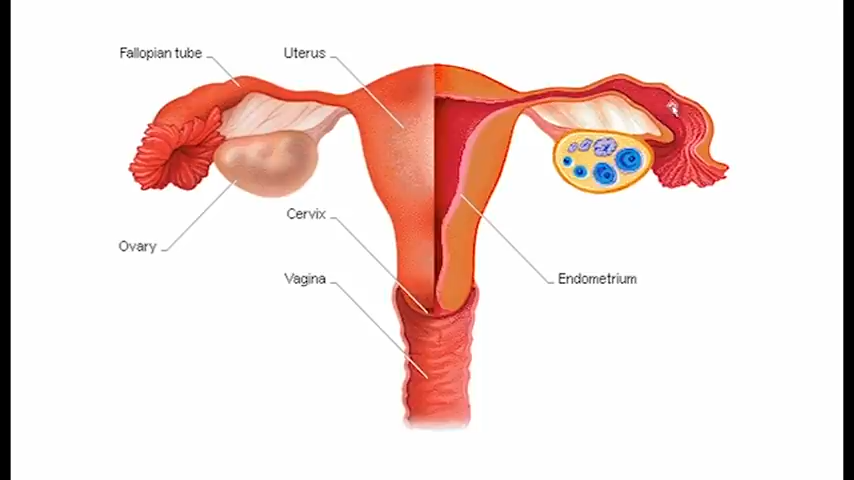 Fallopian tube
Uterus
Cervix
Ovary
Vagina
Endometrium